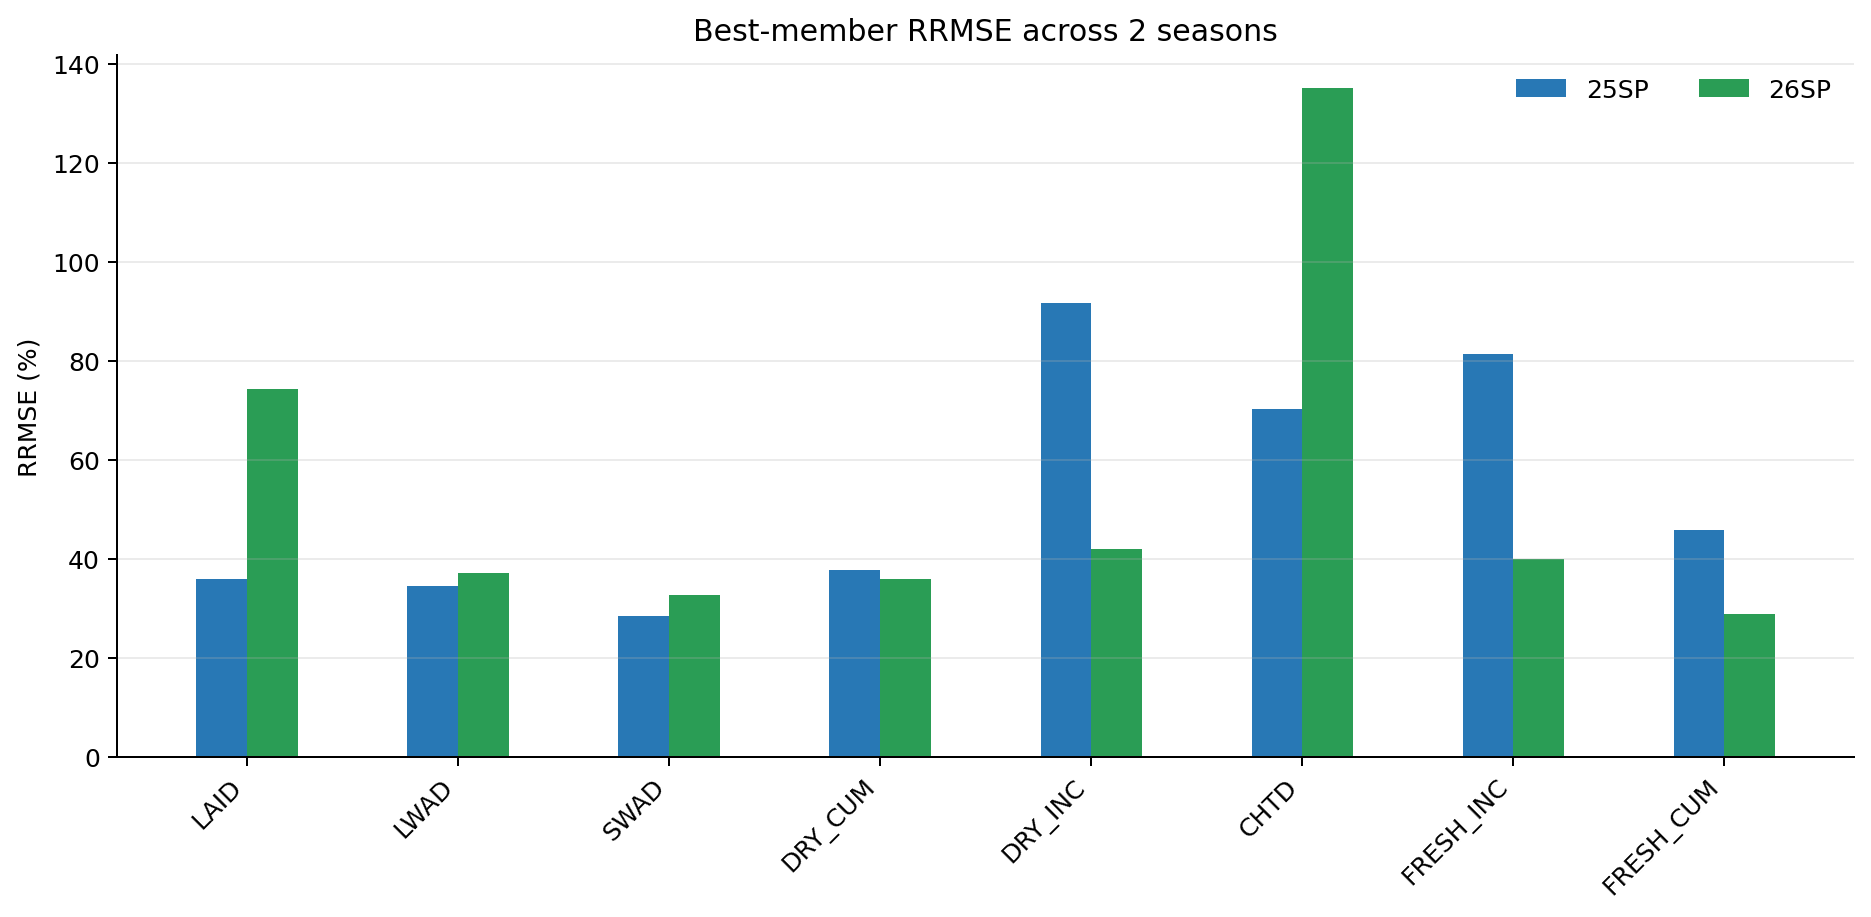 Best-member RRMSE across 2 seasons
25SP 26SP
140
120
100
80
60
40
20
0
RRMSE (%)
LAID
LWAD
SWAD
DRY_CUM
DRY_INC
CHTD
FRESH_INC
FRESH_CUM